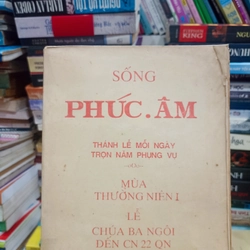 SỐNG
PHÚC.ÂM
THÁNH LỄ MỖI NGÀY
TRỌN NĂM PHỤNG VỤ
MÙA
THƯỜNG NIÊN I
LỄ
CHÚA BA NGÔI
ĐẾN CN 22 QN
KING